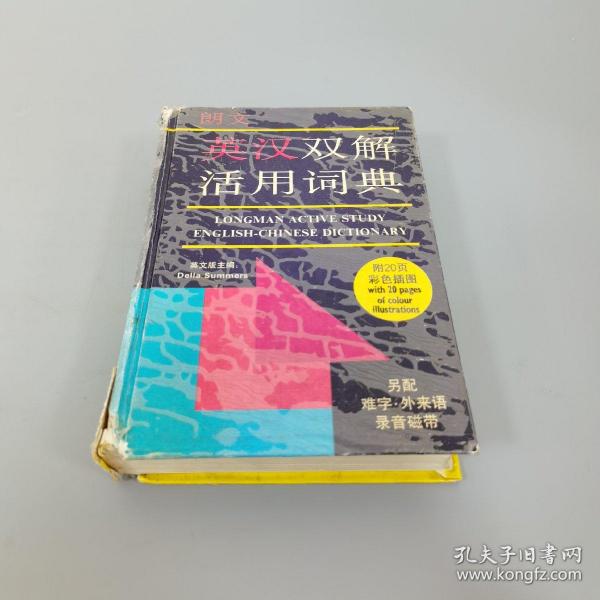 朗文
英汉双解
活用词典
LONGMAN ACTIVE STUDY
ENGLISH-CHINESE DICTIONARY
英文版主编:
Della Summers
附20页
彩色插图
with 20 pages
of colour
illustrations
另配
难字·外来语
录音磁带
孔夫子旧书网
www.kongfz.com